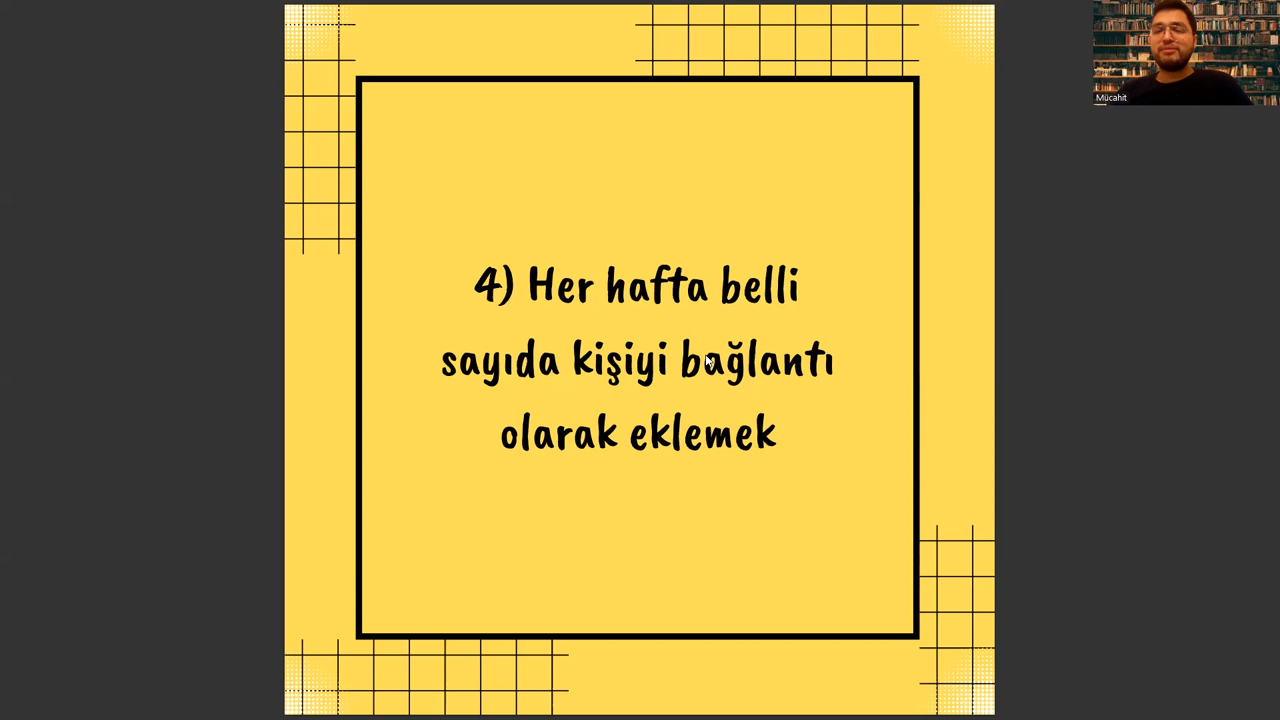 4) Her hafta belli
sayıda kişiyi bağlantı
olarak eklemek
Mücahit